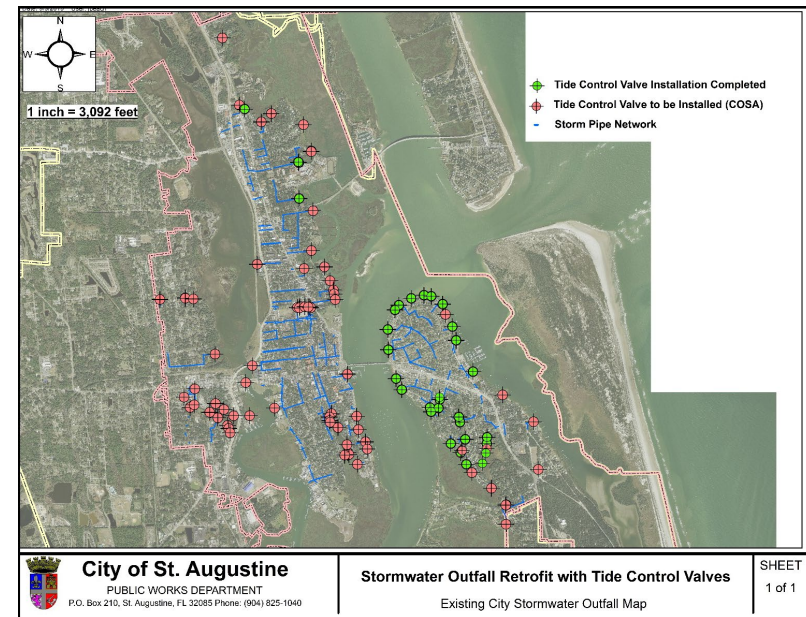 N
W E
S
1 inch = 3,092 feet
Tide Control Valve Installation Completed
Tide Control Valve to be Installed (COSA)
Storm Pipe Network
City of St. Augustine
PUBLIC WORKS DEPARTMENT
P.O. Box 210, St. Augustine, FL 32085 Phone: (904) 825-1040
Stormwater Outfall Retrofit with Tide Control Valves
Existing City Stormwater Outfall Map
SHEET
1 of 1